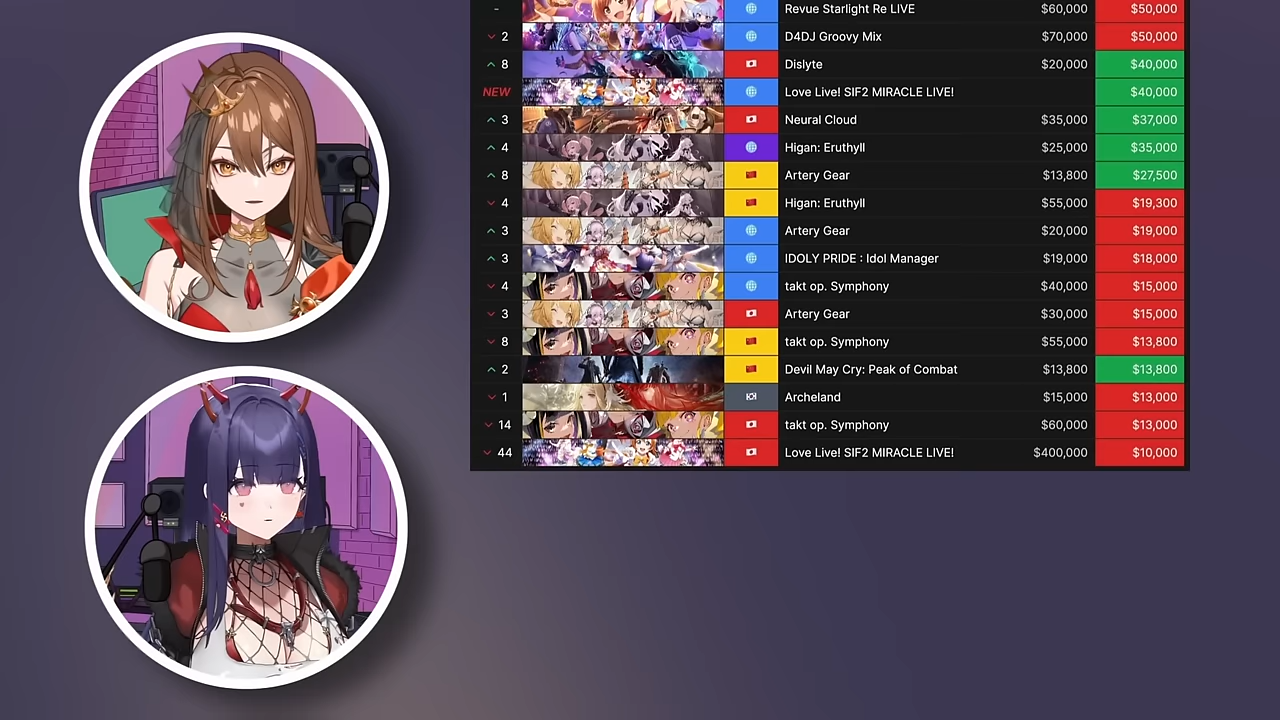 - Revue Starlight Re LIVE $60,000 $50,000
2 D4DJ Groovy Mix $70,000 $50,000
8 Dislyte $20,000 $40,000
NEW Love Live! SIF2 MIRACLE LIVE! $40,000
3 Neural Cloud $35,000 $37,000
4 Higan: Eruthyll $25,000 $35,000
8 Artery Gear $13,800 $27,500
4 Higan: Eruthyll $55,000 $19,300
3 Artery Gear $20,000 $19,000
3 IDOLY PRIDE : Idol Manager $19,000 $18,000
4 takt op. Symphony $40,000 $15,000
3 Artery Gear $30,000 $15,000
8 takt op. Symphony $55,000 $13,800
2 Devil May Cry: Peak of Combat $13,800 $13,800
1 Archeland $15,000 $13,000
14 takt op. Symphony $60,000 $13,000
44 Love Live! SIF2 MIRACLE LIVE! $400,000 $10,000